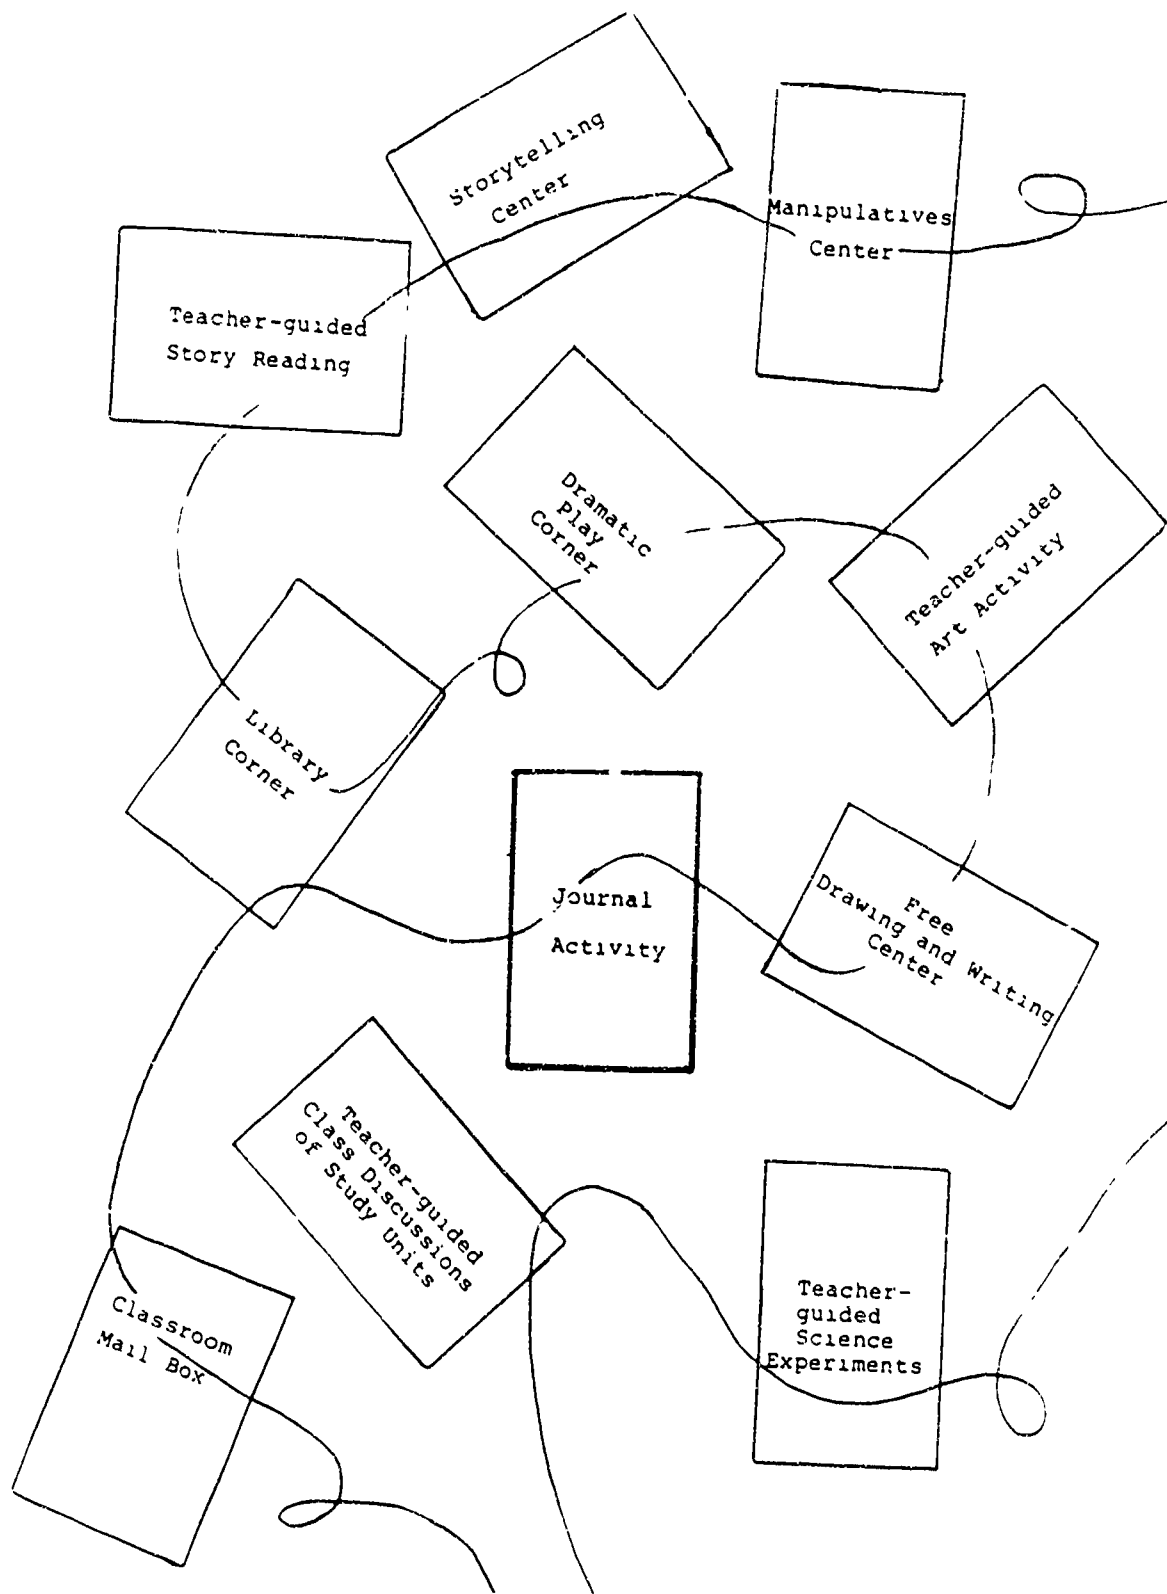 Storytelling
Center
Manipulatives
Center
Teacher-guided
Story Reading
Dramatic
Play
Corner
Teacher-guided
Art Activity
Library
Corner
Journal
Activity
Free
Drawing and Writing
Center
Teacher-guided
Class Discussions
of Study Units
Teacher-
guided
Science
Experiments
Classroom
Mail Box